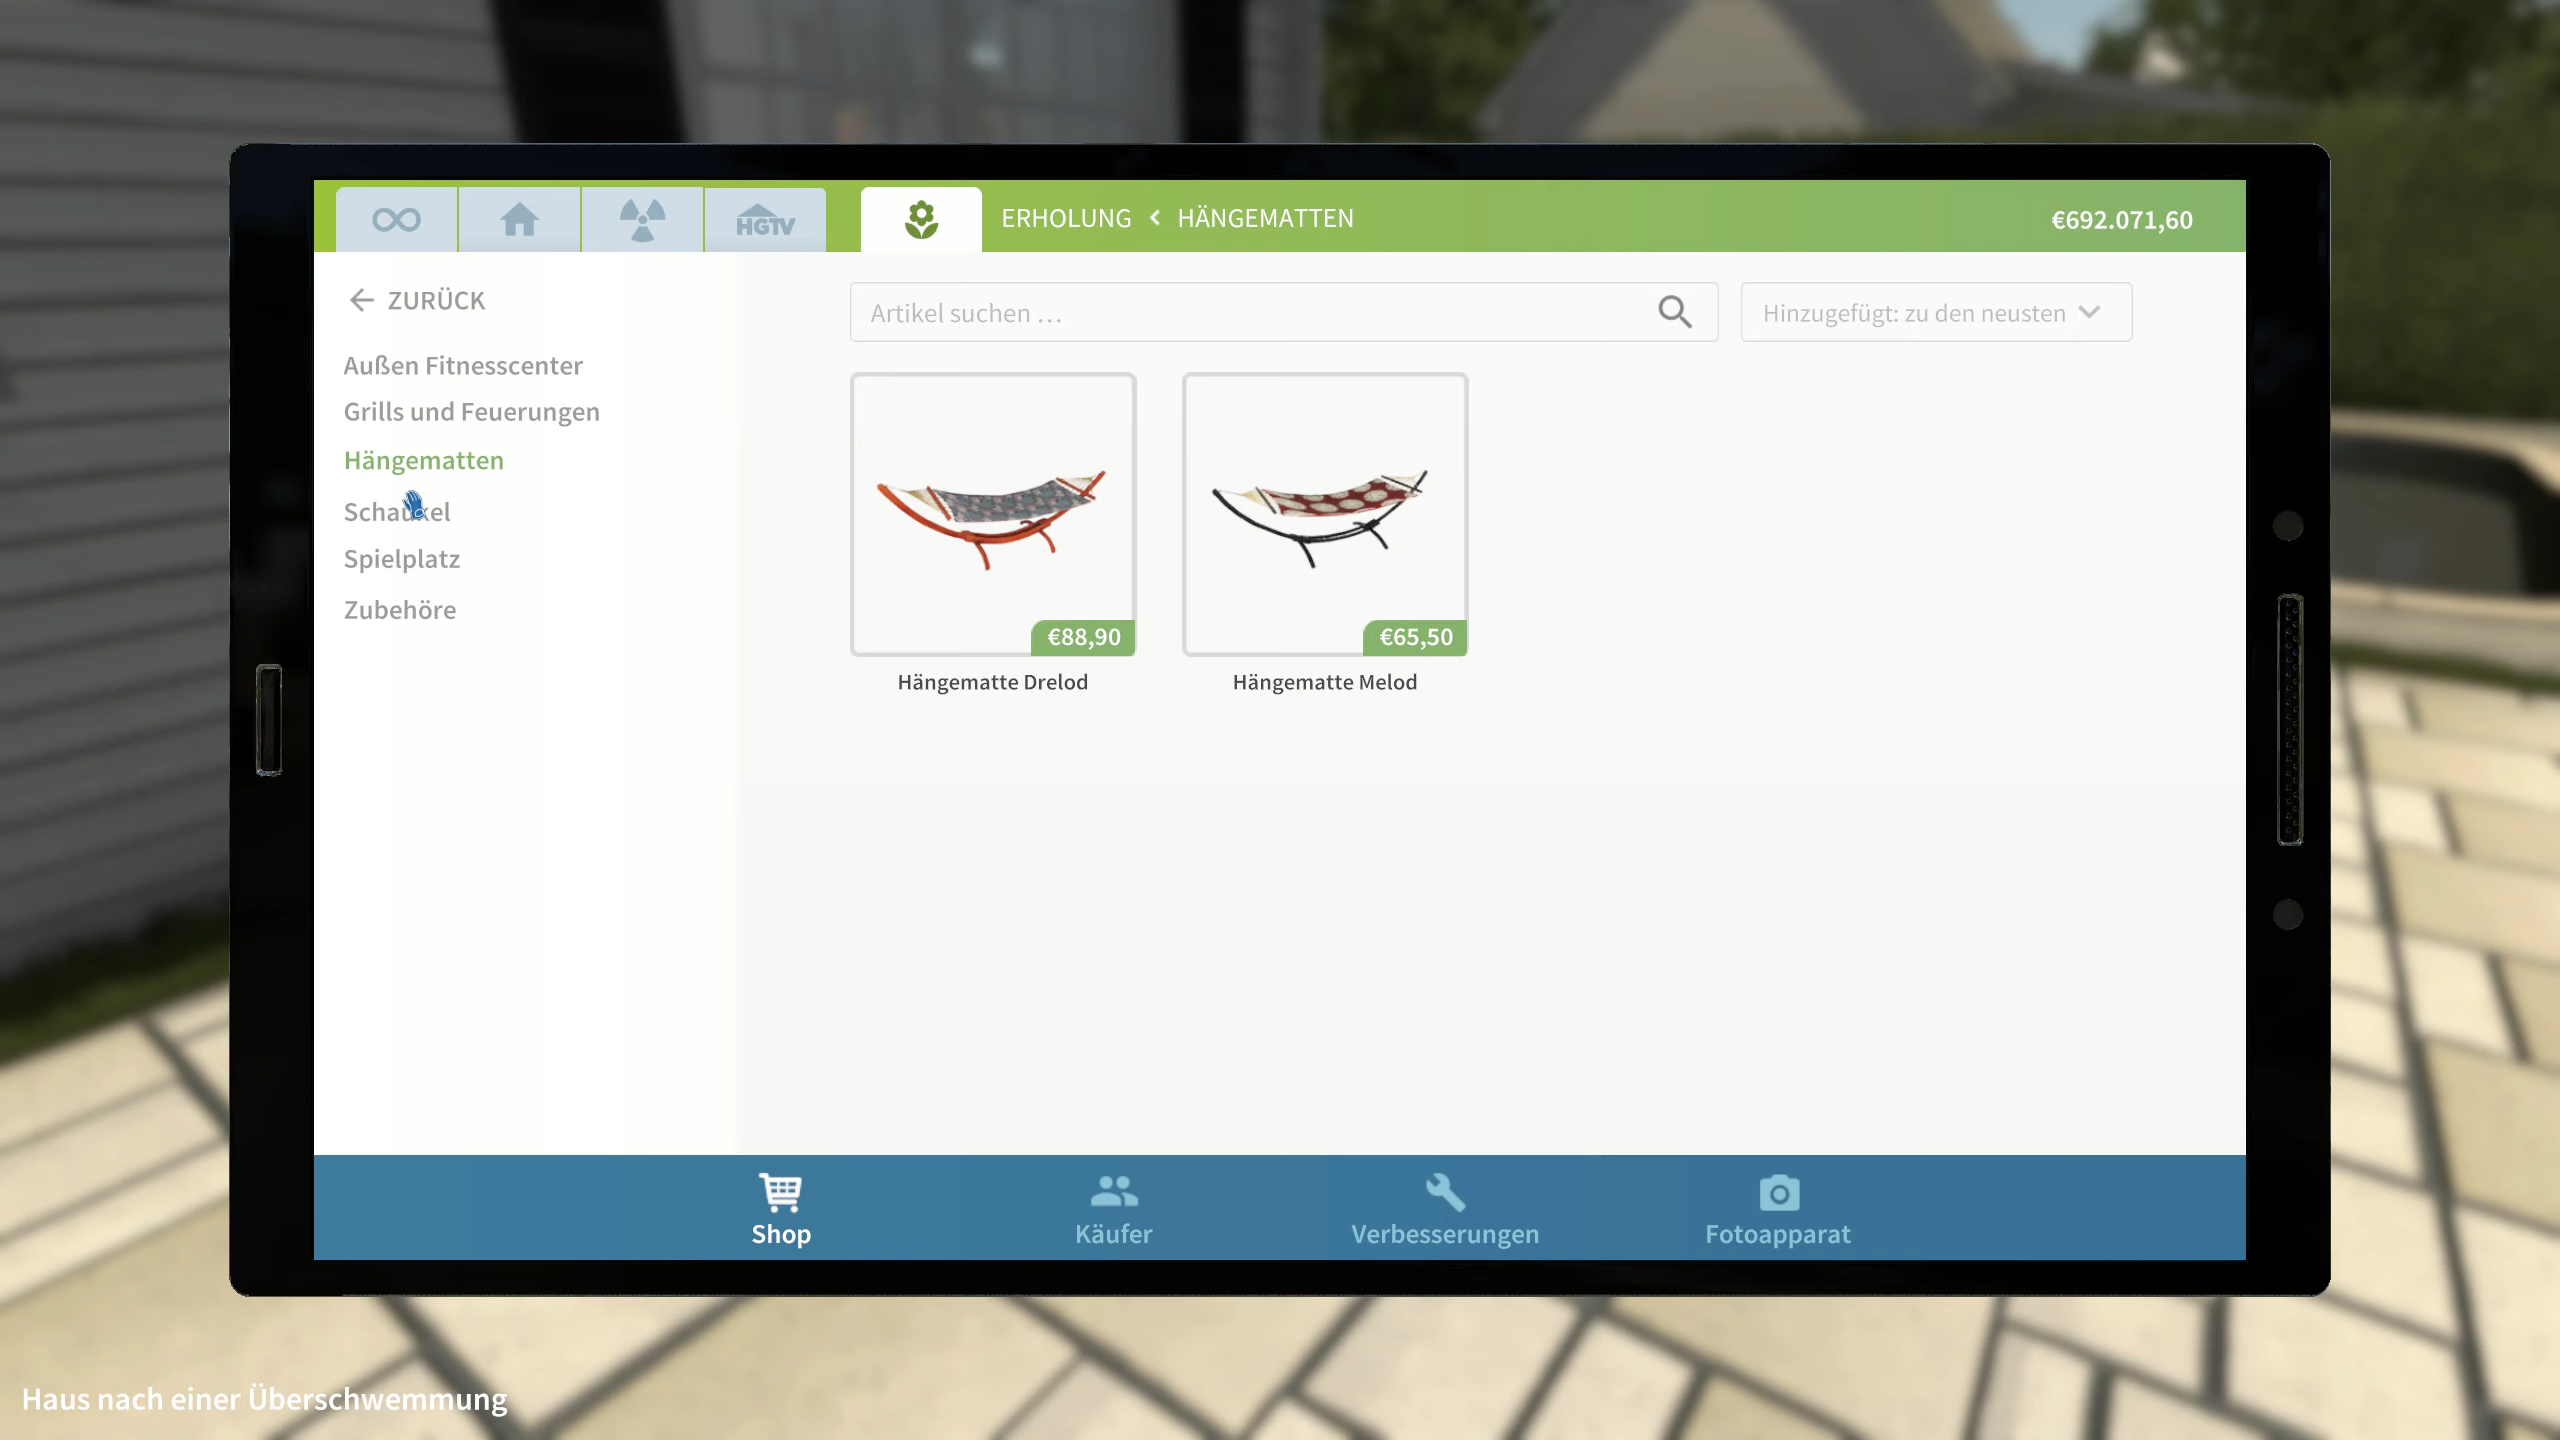 HGTV
ERHOLUNG < HÄNGEMATTEN
€692.071,60
ZURÜCK
Artikel suchen …
Hinzugefügt: zu den neusten
Außen Fitnesscenter
Grills und Feuerungen
Hängematten
Schaukel
Spielplatz
Zubehöre
€88,90
€65,50
Hängematte Drelod
Hängematte Melod
Shop
Käufer
Verbesserungen
Fotoapparat
Haus nach einer Überschwemmung